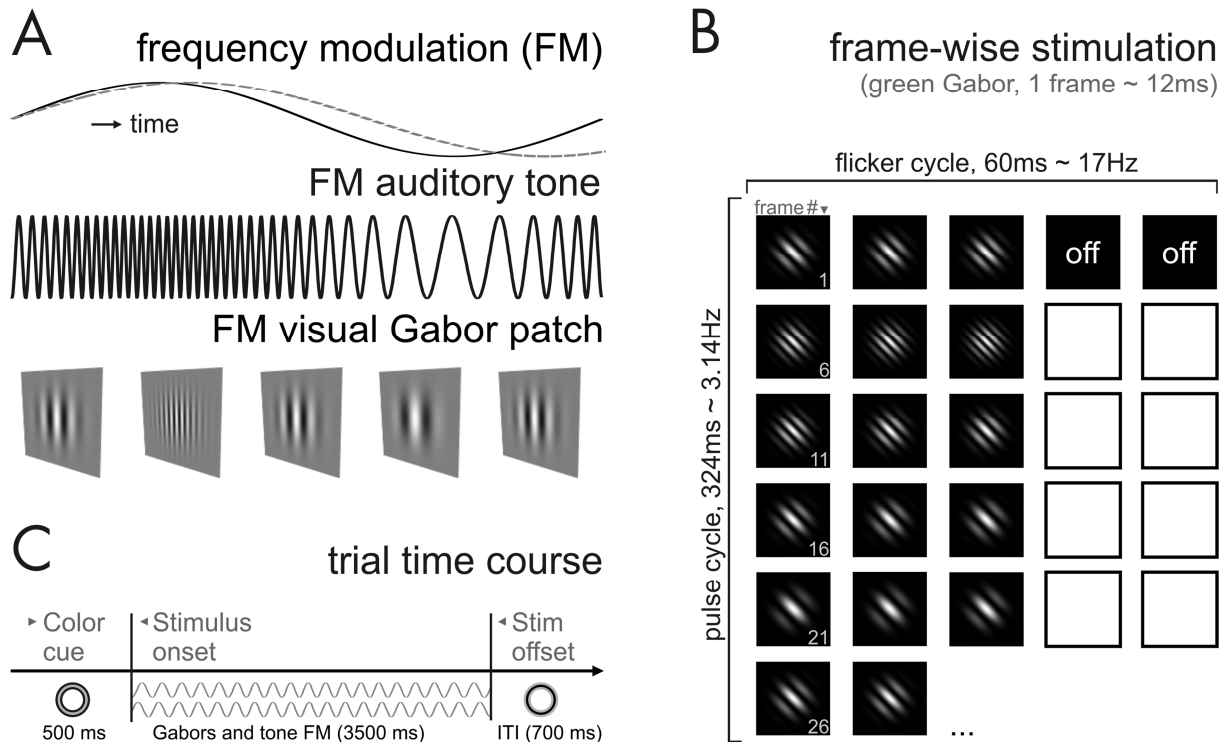 A
frequency modulation (FM)
→ time
FM auditory tone
FM visual Gabor patch
B
frame-wise stimulation
(green Gabor, 1 frame ~ 12ms)
flicker cycle, 60ms ~ 17Hz
pulse cycle, 324ms ~ 3.14Hz
frame # ▾
1
off
off
6
11
16
21
26
...
C
trial time course
▸ Color
cue
◂ Stimulus
onset
◂ Stim
offset
500 ms
Gabors and tone FM (3500 ms)
ITI (700 ms)